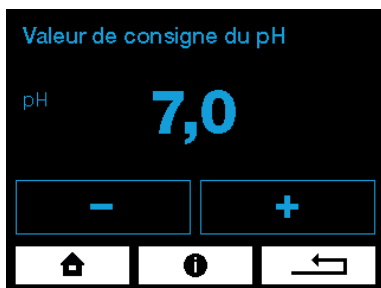 Valeur de consigne du pH
pH 7,0
− +